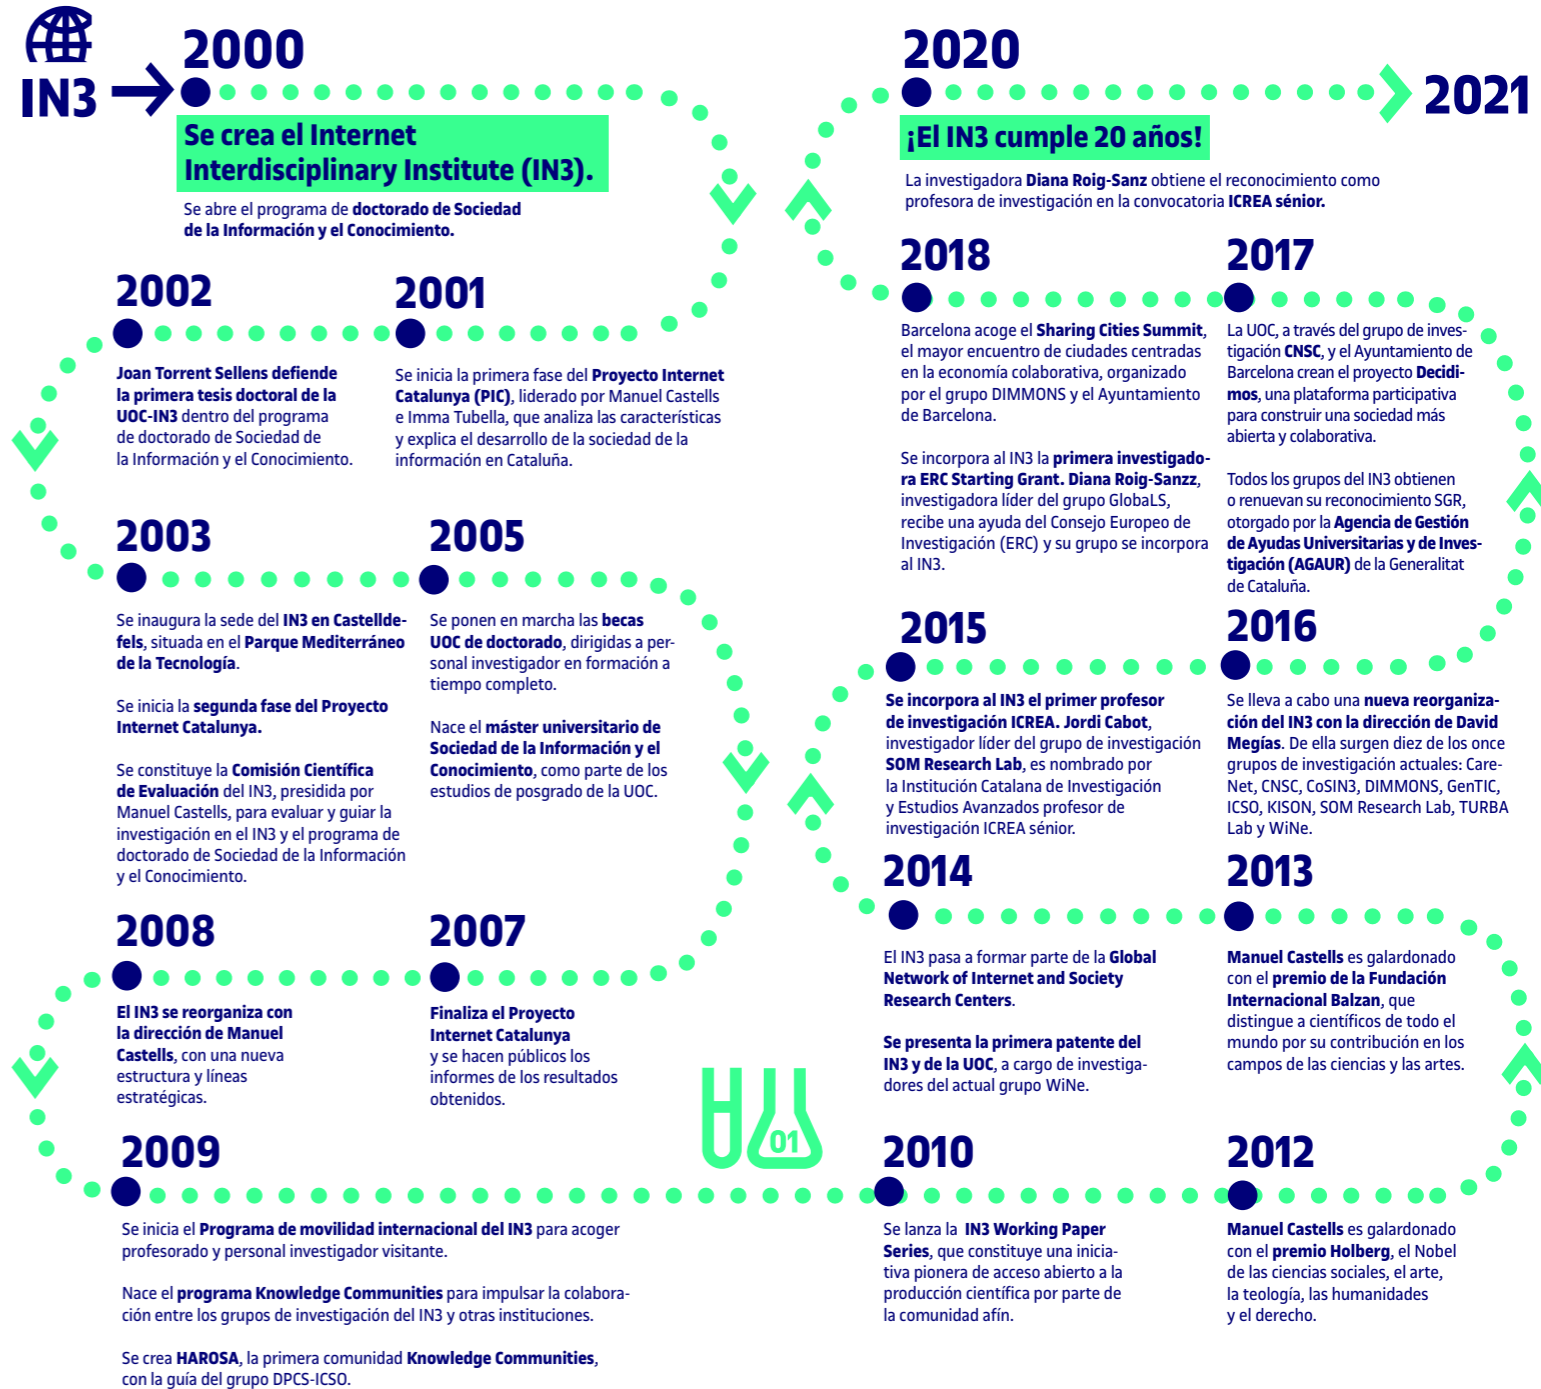 IN3
2000
Se crea el Internet
Interdisciplinary Institute (IN3).
Se abre el programa de doctorado de Sociedad
de la Información y el Conocimiento.
2001
Se inicia la primera fase del Proyecto Internet
Catalunya (PIC), liderado por Manuel Castells
e Imma Tubella, que analiza las características
y explica el desarrollo de la sociedad de la
información en Cataluña.
2002
Joan Torrent Sellens defiende
la primera tesis doctoral de la
UOC-IN3 dentro del programa
de doctorado de Sociedad de
la Información y el Conocimiento.
2003
Se inaugura la sede del IN3 en Castellde-
fels, situada en el Parque Mediterráneo
de la Tecnología.
Se inicia la segunda fase del Proyecto
Internet Catalunya.
Se constituye la Comisión Científica
de Evaluación del IN3, presidida por
Manuel Castells, para evaluar y guiar la
investigación en el IN3 y el programa de
doctorado de Sociedad de la Información
y el Conocimiento.
2005
Se ponen en marcha las becas
UOC de doctorado, dirigidas a per-
sonal investigador en formación a
tiempo completo.
Nace el máster universitario de
Sociedad de la Información y el
Conocimiento, como parte de los
estudios de posgrado de la UOC.
2007
Finaliza el Proyecto
Internet Catalunya
y se hacen públicos los
informes de los resultados
obtenidos.
2008
El IN3 se reorganiza con
la dirección de Manuel
Castells, con una nueva
estructura y líneas
estratégicas.
2009
Se inicia el Programa de movilidad internacional del IN3 para acoger
profesorado y personal investigador visitante.
Nace el programa Knowledge Communities para impulsar la colabora-
ción entre los grupos de investigación del IN3 y otras instituciones.
Se crea HAROSA, la primera comunidad Knowledge Communities,
con la guía del grupo DPCS-ICSO.
01
2010
Se lanza la IN3 Working Paper
Series, que constituye una inicia-
tiva pionera de acceso abierto a la
producción científica por parte de
la comunidad afín.
2012
Manuel Castells es galardonado
con el premio Holberg, el Nobel
de las ciencias sociales, el arte,
la teología, las humanidades
y el derecho.
2013
Manuel Castells es galardonado
con el premio de la Fundación
Internacional Balzan, que
distingue a científicos de todo el
mundo por su contribución en los
campos de las ciencias y las artes.
2014
El IN3 pasa a formar parte de la Global
Network of Internet and Society
Research Centers.
Se presenta la primera patente del
IN3 y de la UOC, a cargo de investiga-
dores del actual grupo WiNe.
2015
Se incorpora al IN3 el primer profesor
de investigación ICREA. Jordi Cabot,
investigador líder del grupo de investigación
SOM Research Lab, es nombrado por
la Institución Catalana de Investigación
y Estudios Avanzados profesor de
investigación ICREA sénior.
2016
Se lleva a cabo una nueva reorganiza-
ción del IN3 con la dirección de David
Megías. De ella surgen diez de los once
grupos de investigación actuales: Care-
Net, CNSC, CoSIN3, DIMMONS, GenTIC,
ICSO, KISON, SOM Research Lab, TURBA
Lab y WiNe.
2017
La UOC, a través del grupo de inves-
tigación CNSC, y el Ayuntamiento de
Barcelona crean el proyecto Decidi-
mos, una plataforma participativa
para construir una sociedad más
abierta y colaborativa.
Todos los grupos del IN3 obtienen
o renuevan su reconocimiento SGR,
otorgado por la Agencia de Gestión
de Ayudas Universitarias y de Inves-
tigación (AGAUR) de la Generalitat
de Cataluña.
2018
Barcelona acoge el Sharing Cities Summit,
el mayor encuentro de ciudades centradas
en la economía colaborativa, organizado
por el grupo DIMMONS y el Ayuntamiento
de Barcelona.
Se incorpora al IN3 la primera investigado-
ra ERC Starting Grant. Diana Roig-Sanzz,
investigadora líder del grupo GlobaLS,
recibe una ayuda del Consejo Europeo de
Investigación (ERC) y su grupo se incorpora
al IN3.
2020
¡El IN3 cumple 20 años!
La investigadora Diana Roig-Sanz obtiene el reconocimiento como
profesora de investigación en la convocatoria ICREA sénior.
2021